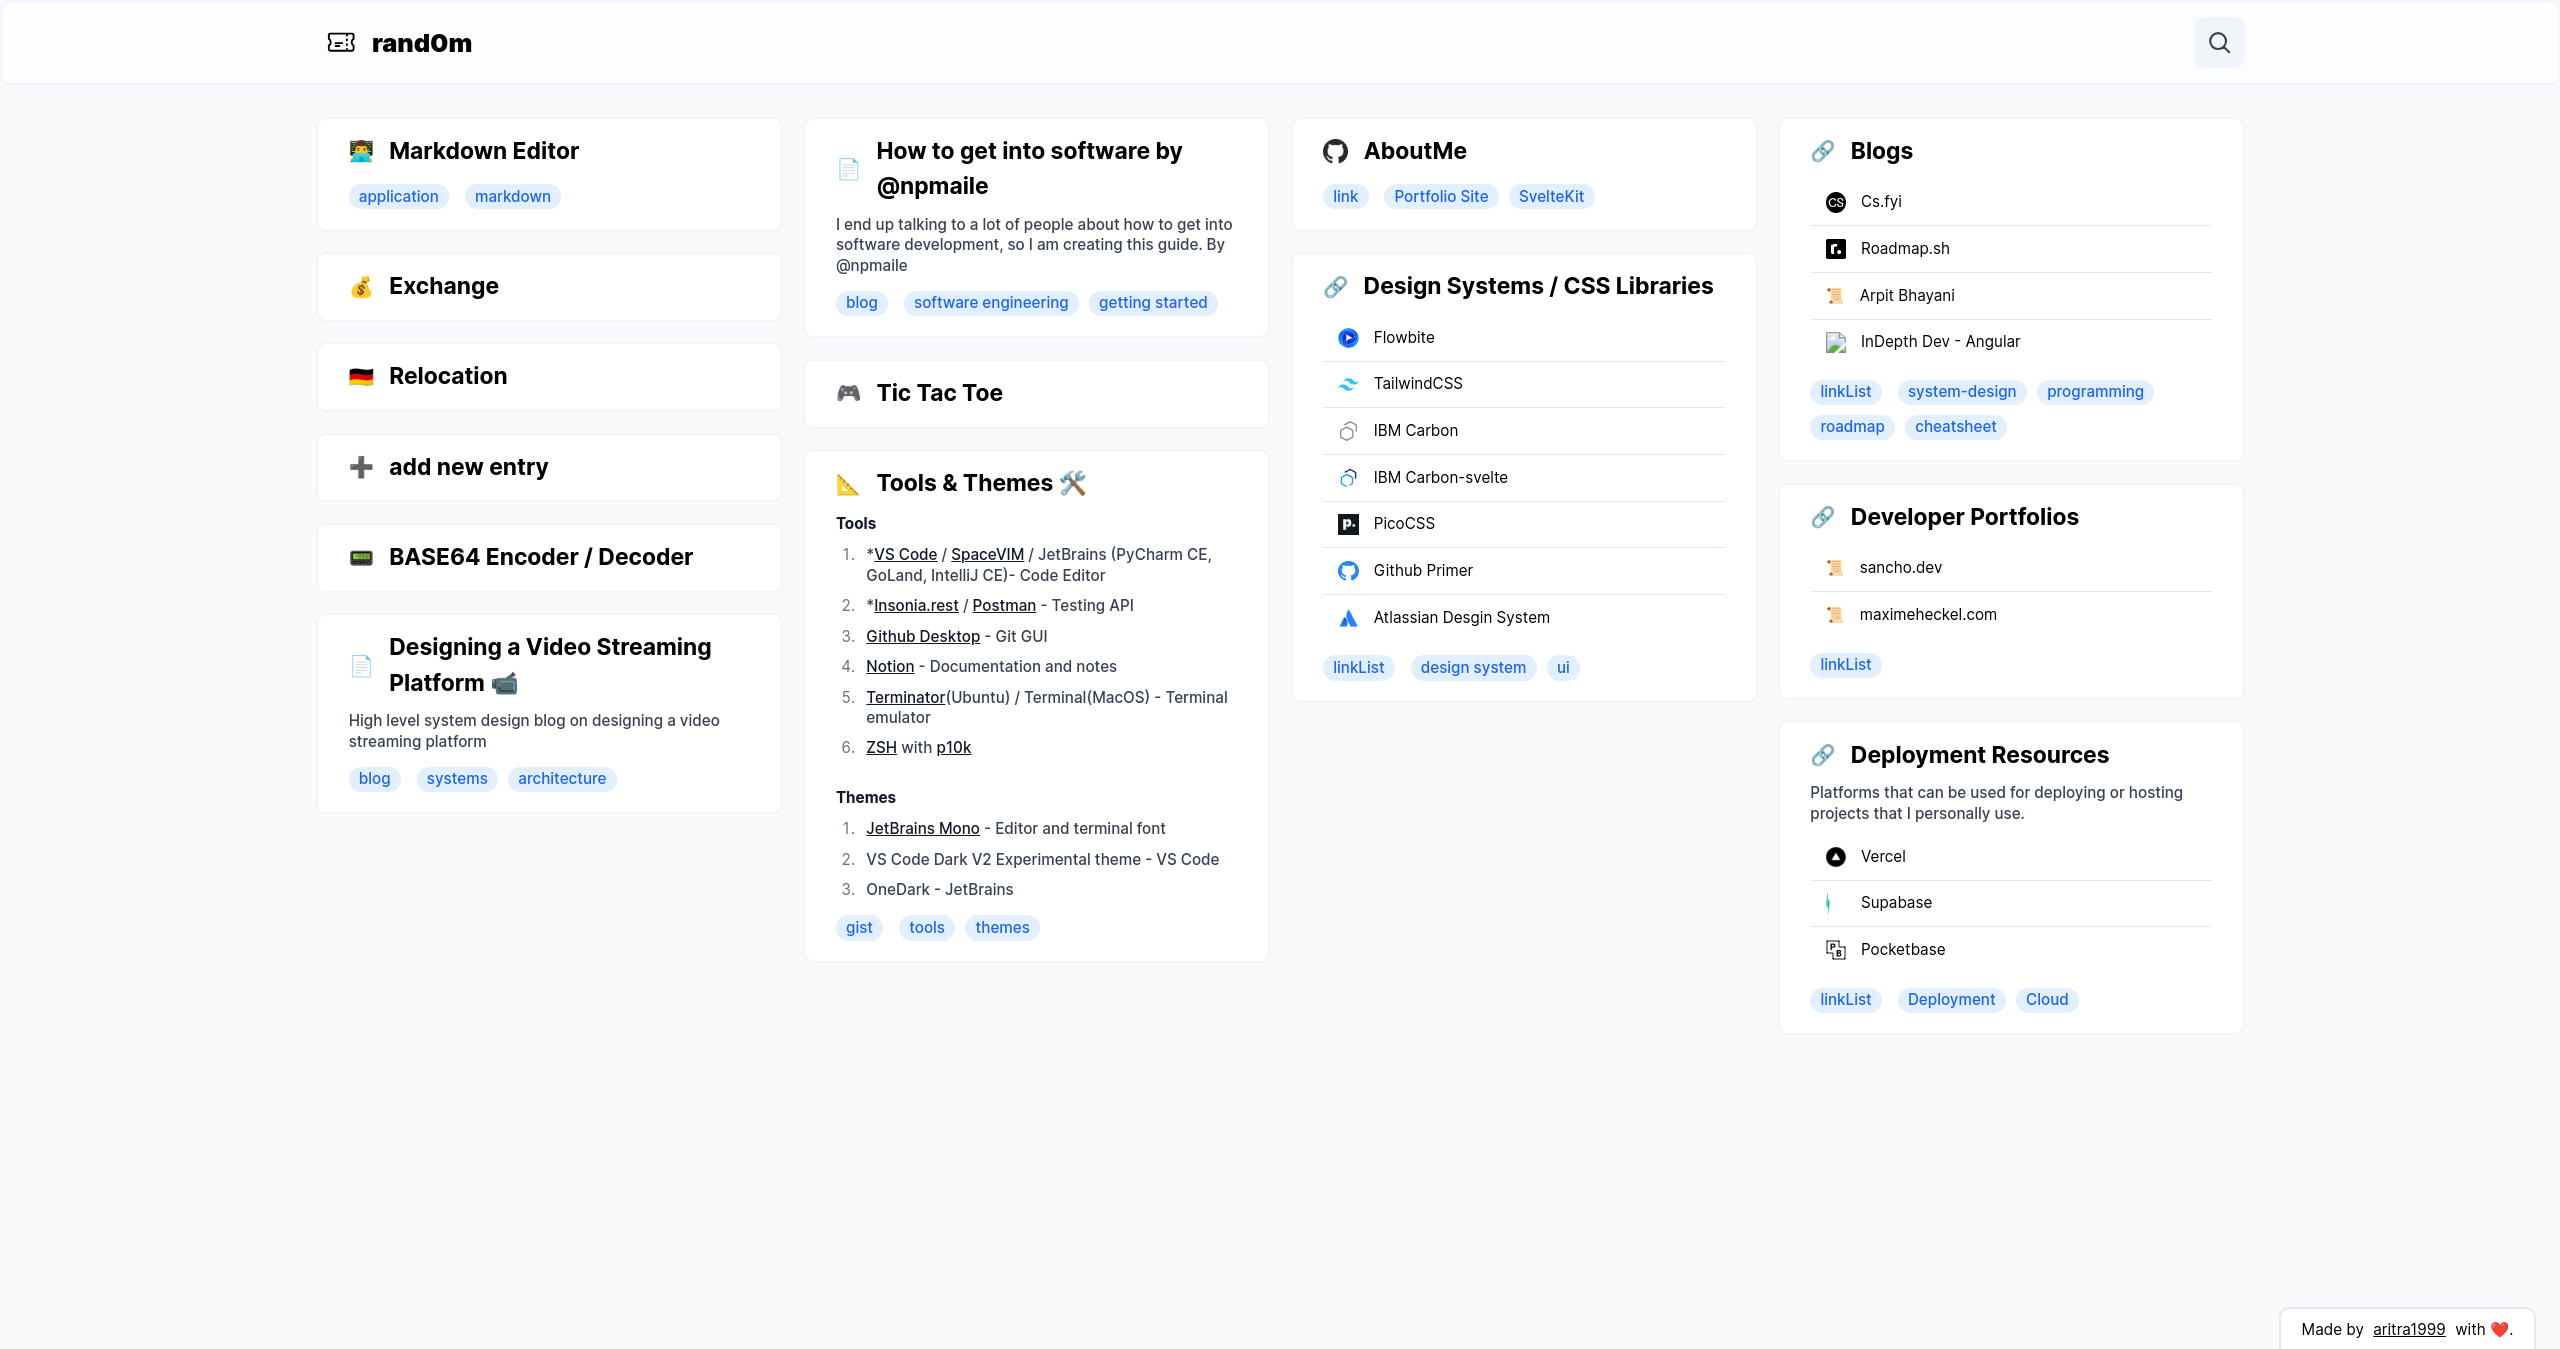 rand0m
Markdown Editor
application markdown
Exchange
Relocation
add new entry
BASE64 Encoder / Decoder
Designing a Video Streaming
Platform
High level system design blog on designing a video
streaming platform
blog systems architecture
How to get into software by
@npmaile
I end up talking to a lot of people about how to get into
software development, so I am creating this guide. By
@npmaile
blog software engineering getting started
Tic Tac Toe
Tools & Themes
Tools
1. *VS Code / SpaceVIM / JetBrains (PyCharm CE,
GoLand, IntelliJ CE)- Code Editor
2. *Insonia.rest / Postman - Testing API
3. Github Desktop - Git GUI
4. Notion - Documentation and notes
5. Terminator(Ubuntu) / Terminal(MacOS) - Terminal
emulator
6. ZSH with p10k
Themes
1. JetBrains Mono - Editor and terminal font
2. VS Code Dark V2 Experimental theme - VS Code
3. OneDark - JetBrains
gist tools themes
AboutMe
link Portfolio Site SvelteKit
Design Systems / CSS Libraries
Flowbite
TailwindCSS
IBM Carbon
IBM Carbon-svelte
p. PicoCSS
Github Primer
Atlassian Desgin System
linkList design system ui
Blogs
CS Cs.fyi
r. Roadmap.sh
Arpit Bhayani
InDepth Dev - Angular
linkList system-design programming
roadmap cheatsheet
Developer Portfolios
sancho.dev
maximeheckel.com
linkList
Deployment Resources
Platforms that can be used for deploying or hosting
projects that I personally use.
Vercel
Supabase
PB Pocketbase
linkList Deployment Cloud
Made by aritra1999 with ❤️.